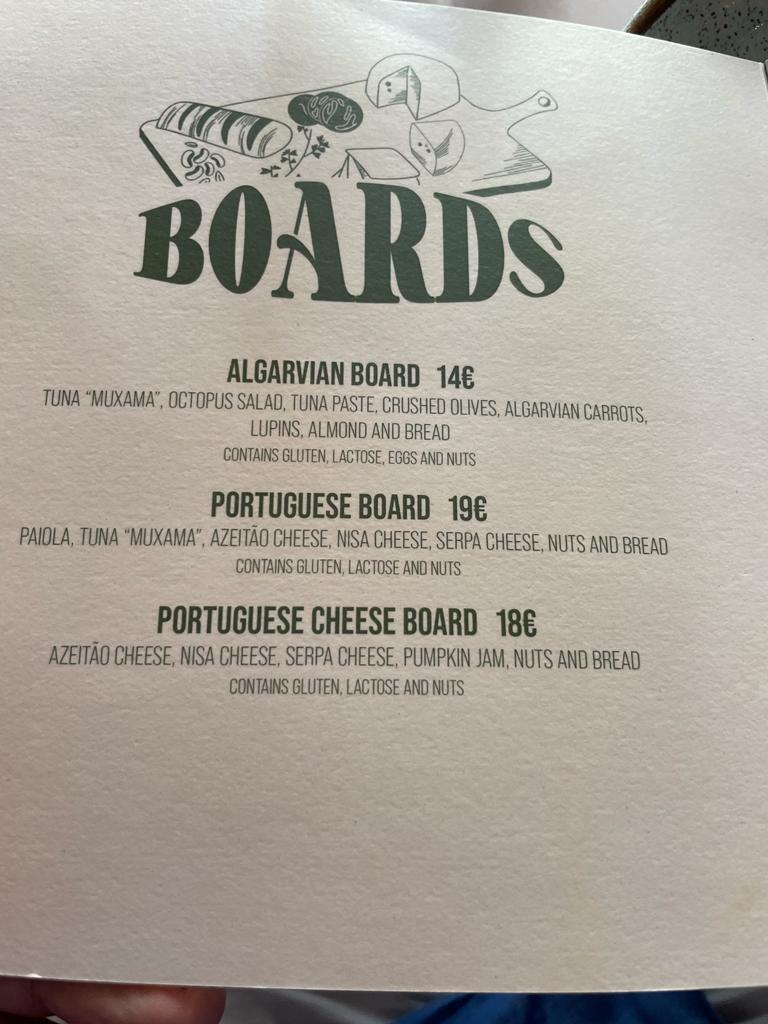 BOARDS
ALGARVIAN BOARD 14€
TUNA "MUXAMA", OCTOPUS SALAD, TUNA PASTE, CRUSHED OLIVES, ALGARVIAN CARROTS,
LUPINS, ALMOND AND BREAD
CONTAINS GLUTEN, LACTOSE, EGGS AND NUTS
PORTUGUESE BOARD 19€
PAIOLA, TUNA "MUXAMA", AZEITÃO CHEESE, NISA CHEESE, SERPA CHEESE, NUTS AND BREAD
CONTAINS GLUTEN, LACTOSE AND NUTS
PORTUGUESE CHEESE BOARD 18€
AZEITÃO CHEESE, NISA CHEESE, SERPA CHEESE, PUMPKIN JAM, NUTS AND BREAD
CONTAINS GLUTEN, LACTOSE AND NUTS